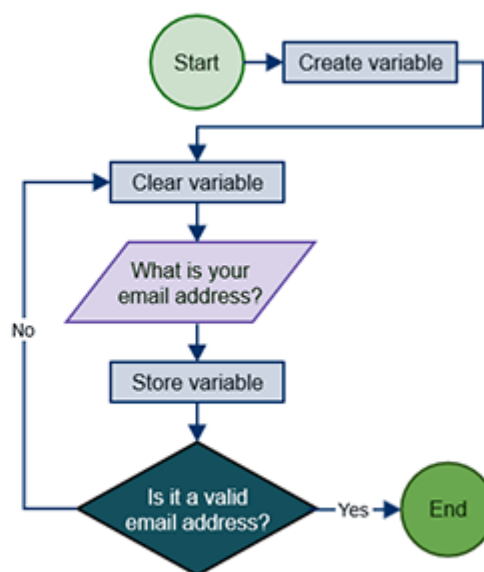 Start
Create variable
Clear variable
What is your
email address?
No
Store variable
Is it a valid
email address?
Yes
End